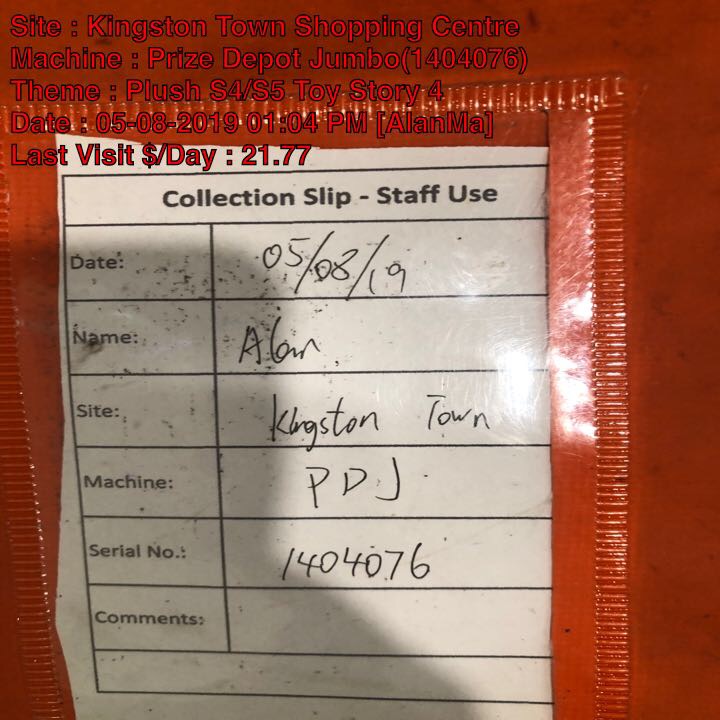 Site : Kingston Town Shopping Centre
Machine : Prize Depot Jumbo(1404076)
Theme : Plush S4/S5 Toy Story 4
Date : 05-08-2019 01:04 PM [AlanMa]
Last Visit $/Day : 21.77
Collection Slip - Staff Use
Date: 05/08/19
Name: Alan
Site: Kingston Town
Machine: PDJ
Serial No.: 1404076
Comments: